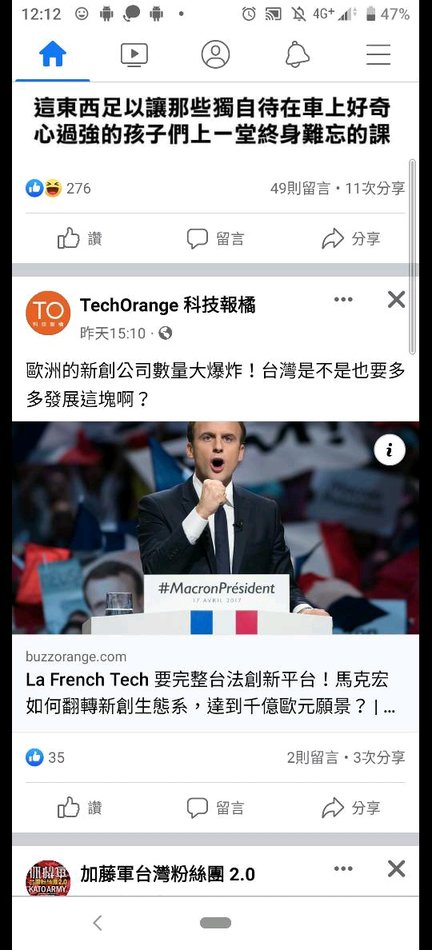 12:12
4G+
47%
這東西足以讓那些獨自待在車上好奇
心過強的孩子們上一堂終身難忘的課
276
49則留言・11次分享
讚 留言 分享
TO
科技報橘
TechOrange 科技報橘
昨天15:10
歐洲的新創公司數量大爆炸！台灣是不是也要多
多發展這塊啊？
i
#MacronPrésident
17 AVRIL 2017
buzzorange.com
La French Tech 要完整台法創新平台！馬克宏
如何翻轉新創生態系，達到千億歐元願景？ | ...
35
2則留言・3次分享
讚 留言 分享
KATOARMY
加藤軍台灣粉絲團 2.0